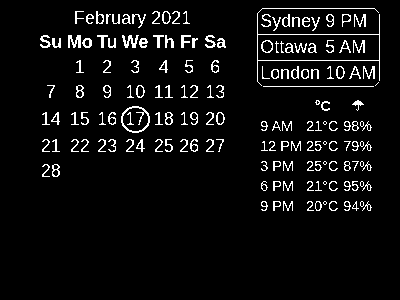 February 2021
Su Mo Tu We Th Fr Sa
1 2 3 4 5 6
7 8 9 10 11 12 13
14 15 16 17 18 19 20
21 22 23 24 25 26 27
28
Sydney 9 PM
Ottawa 5 AM
London 10 AM
°C ☂
9 AM 21°C 98%
12 PM 25°C 79%
3 PM 25°C 87%
6 PM 21°C 95%
9 PM 20°C 94%